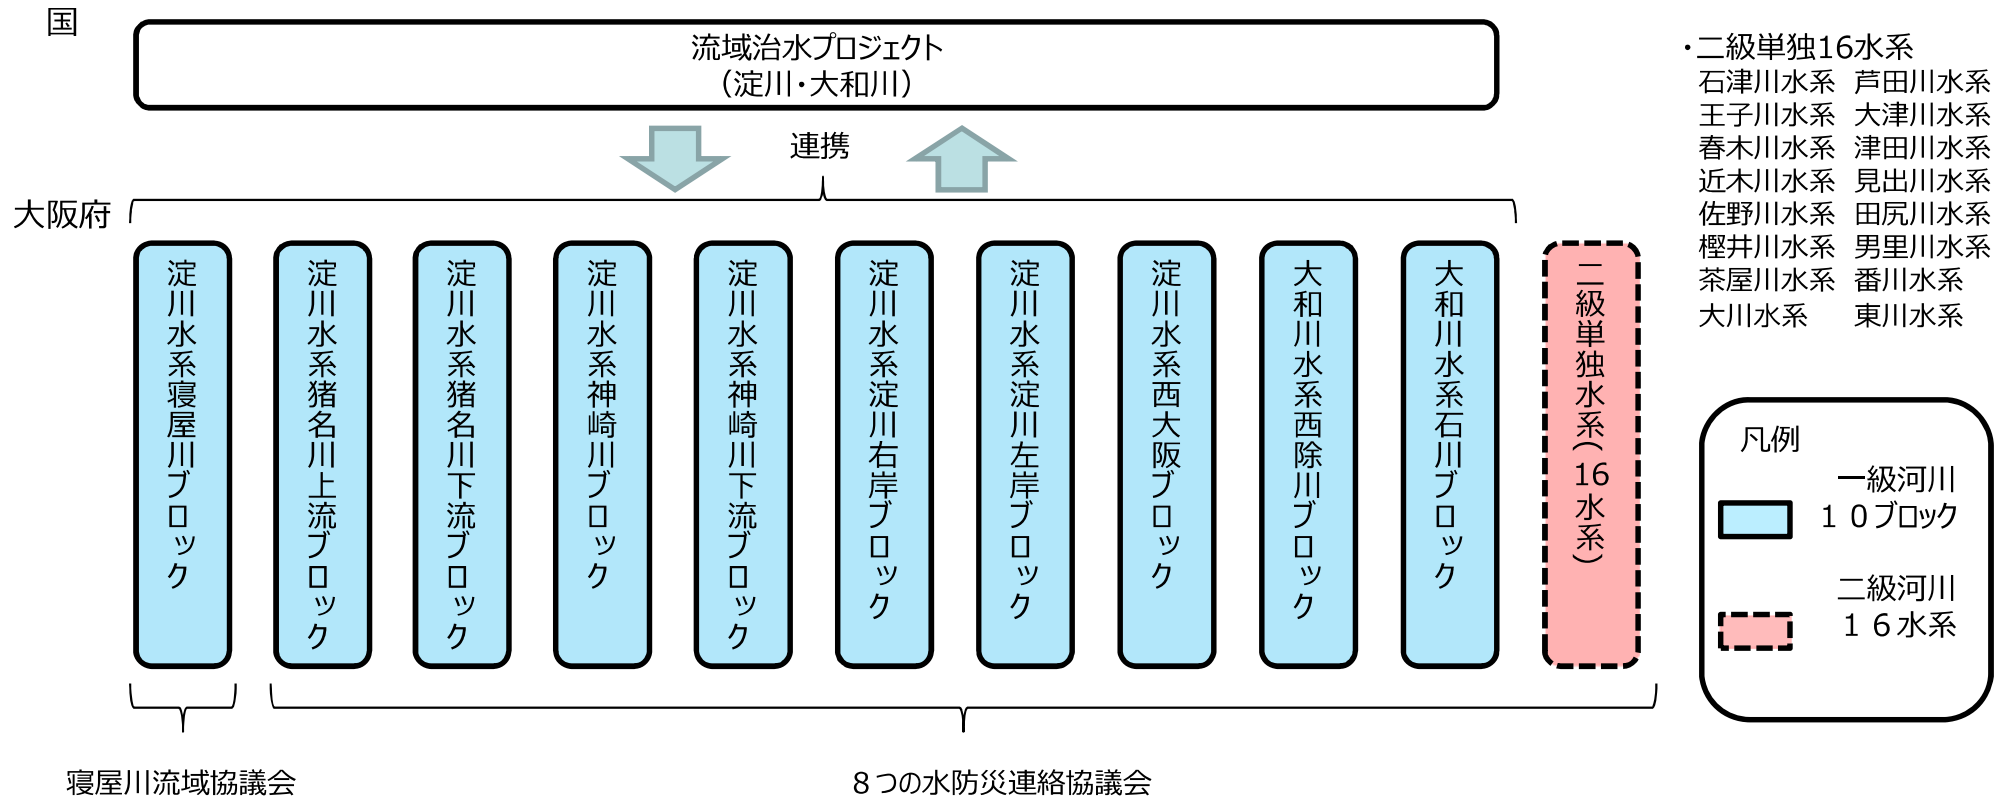 国
流域治水プロジェクト
（淀川・大和川）
連携
大阪府
淀川水系寝屋川ブロック
淀川水系猪名川上流ブロック
淀川水系猪名川下流ブロック
淀川水系神崎川ブロック
淀川水系神崎川下流ブロック
淀川水系淀川右岸ブロック
淀川水系淀川左岸ブロック
淀川水系西大阪ブロック
大和川水系西除川ブロック
大和川水系石川ブロック
二級単独水系（16水系）
寝屋川流域協議会
８つの水防災連絡協議会
・二級単独16水系
石津川水系 芦田川水系
王子川水系 大津川水系
春木川水系 津田川水系
近木川水系 見出川水系
佐野川水系 田尻川水系
樫井川水系 男里川水系
茶屋川水系 番川水系
大川水系 東川水系
凡例
一級河川
１０ブロック
二級河川
１６水系